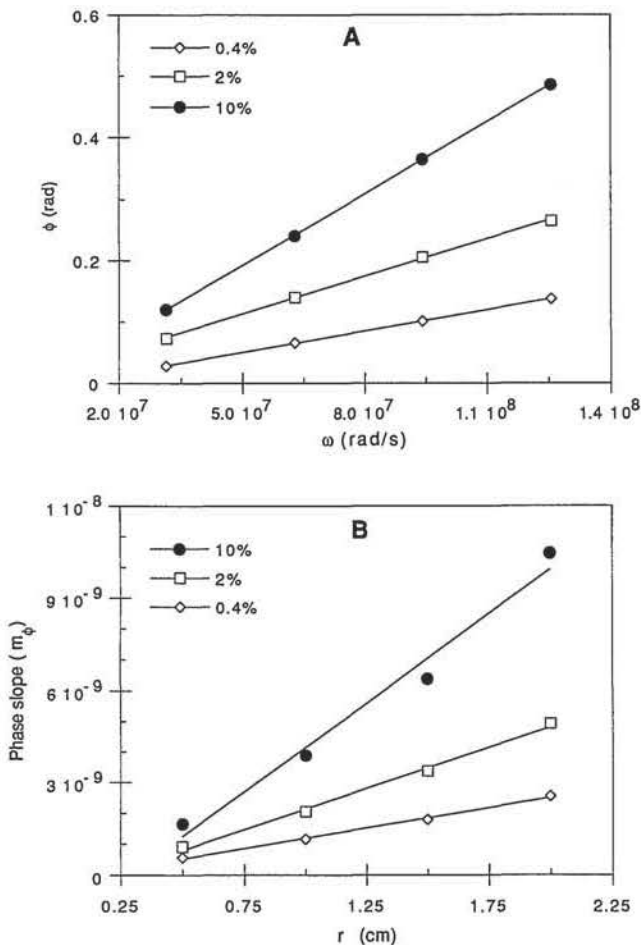 0.6
A
0.4%
2%
10%
0.4
ϕ (rad)
0.2
0
2.0 10⁷ 5.0 10⁷ 8.0 10⁷ 1.1 10⁸ 1.4 10⁸
ω (rad/s)
1 10⁻⁸
B
10%
2%
0.4%
9 10⁻⁹
Phase slope (m_ϕ)
6 10⁻⁹
3 10⁻⁹
0
0.25 0.75 1.25 1.75 2.25
r (cm)